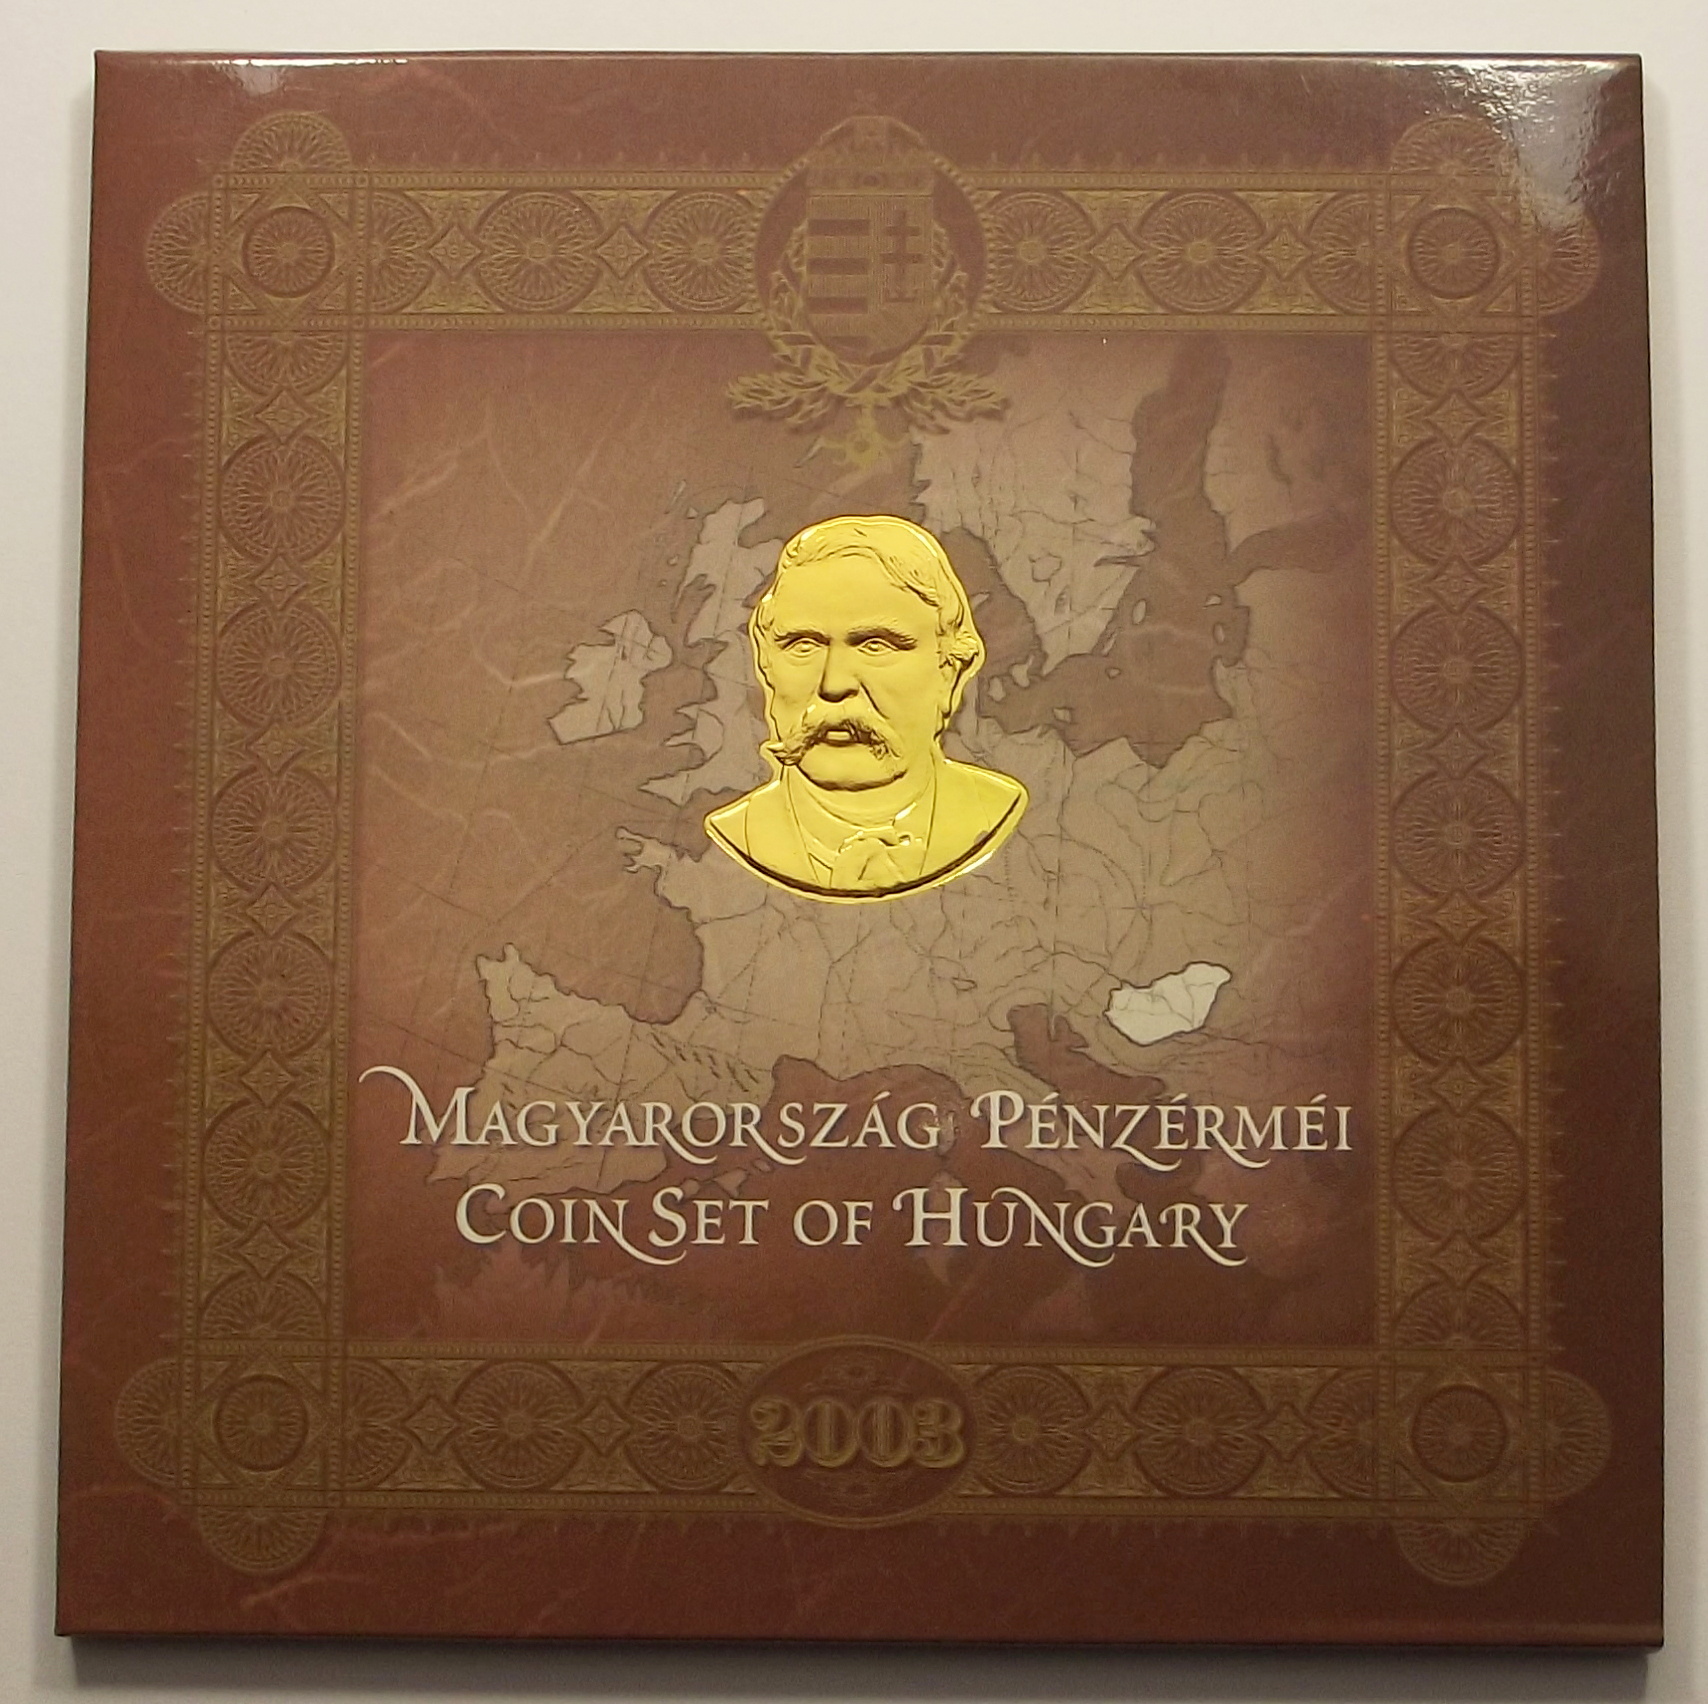 MAGYARORSZÁG PÉNZÉRMÉI
COIN SET OF HUNGARY
2003